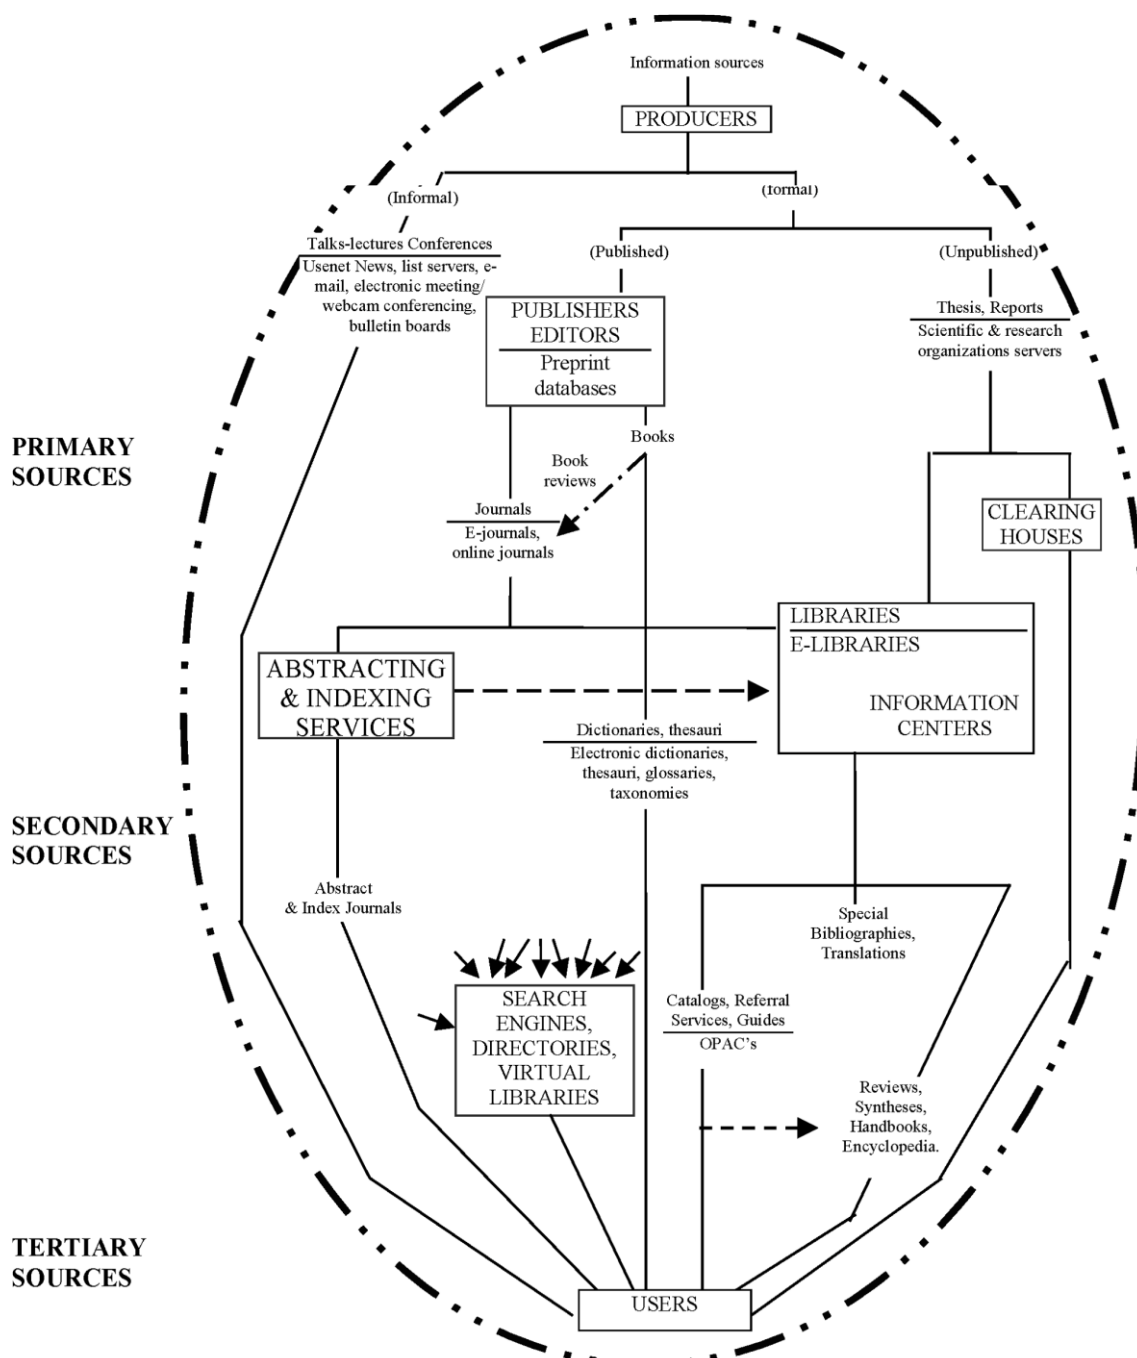 Information sources
PRODUCERS
(Informal)
(formal)
Talks-lectures Conferences
Usenet News, list servers, e-
mail, electronic meeting/
webcam conferencing,
bulletin boards
(Published)
(Unpublished)
PUBLISHERS
EDITORS
Preprint
databases
Thesis, Reports
Scientific & research
organizations servers
PRIMARY
SOURCES
Books
Book
reviews
Journals
E-journals,
online journals
CLEARING
HOUSES
LIBRARIES
E-LIBRARIES
INFORMATION
CENTERS
ABSTRACTING
& INDEXING
SERVICES
Dictionaries, thesauri
Electronic dictionaries,
thesauri, glossaries,
taxonomies
SECONDARY
SOURCES
Abstract
& Index Journals
Special
Bibliographies,
Translations
SEARCH
ENGINES,
DIRECTORIES,
VIRTUAL
LIBRARIES
Catalogs, Referral
Services, Guides
OPAC's
Reviews,
Syntheses,
Handbooks,
Encyclopedia.
TERTIARY
SOURCES
USERS